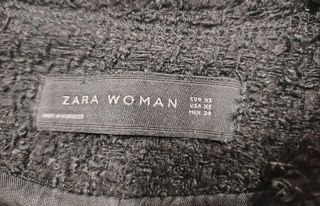 ZARA WOMAN
EUR XS
USA XS
MEX 24